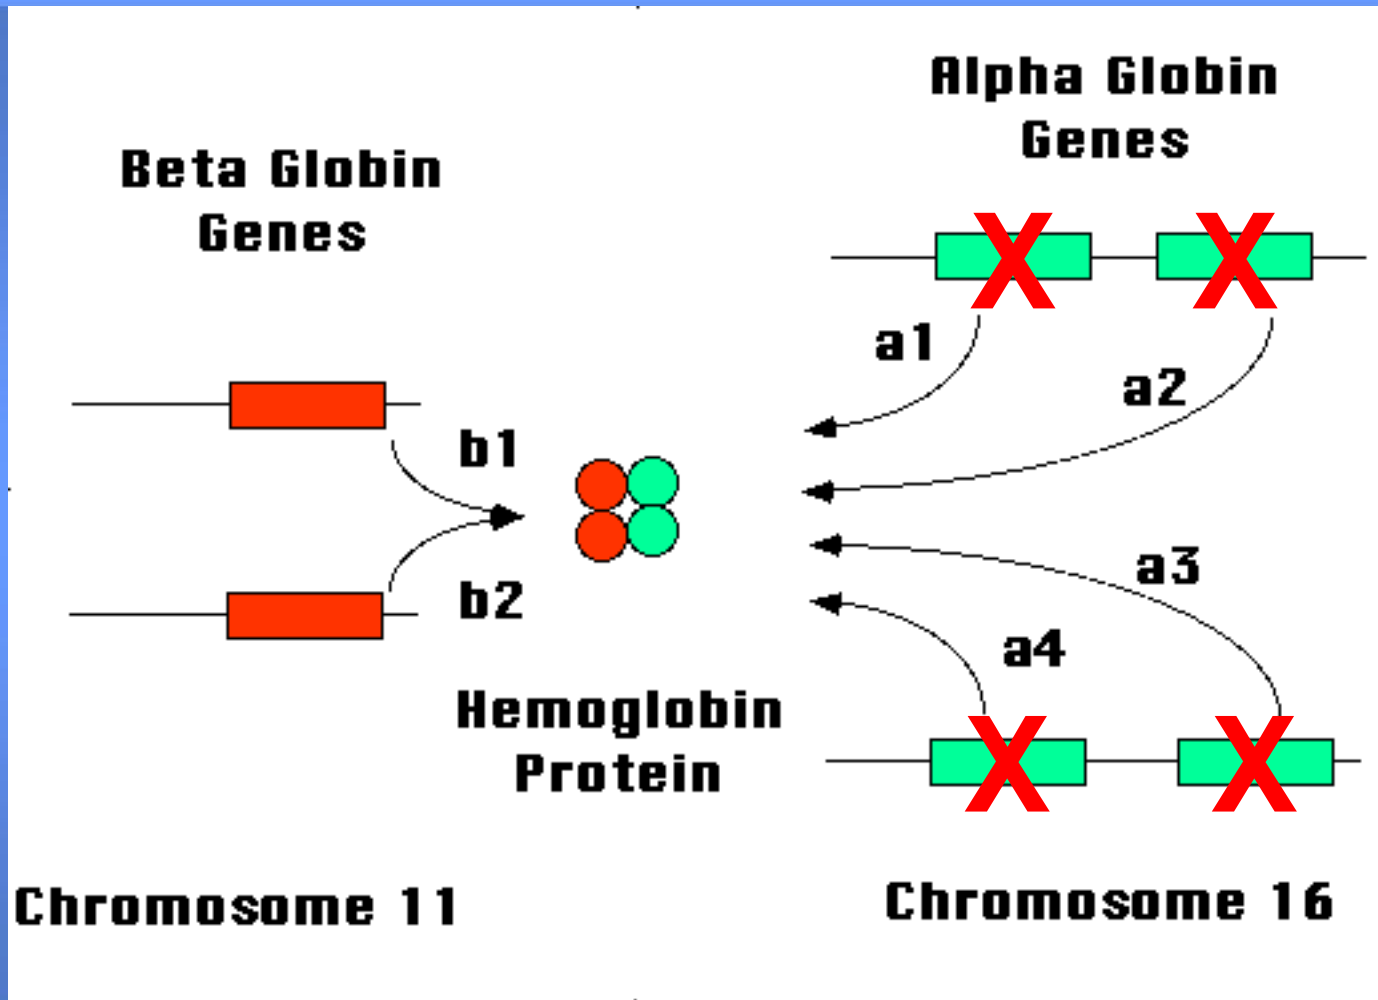 Alpha Globin
Genes
Beta Globin
Genes
a1
a2
b1
b2
a3
a4
Hemoglobin
Protein
Chromosome 11
Chromosome 16